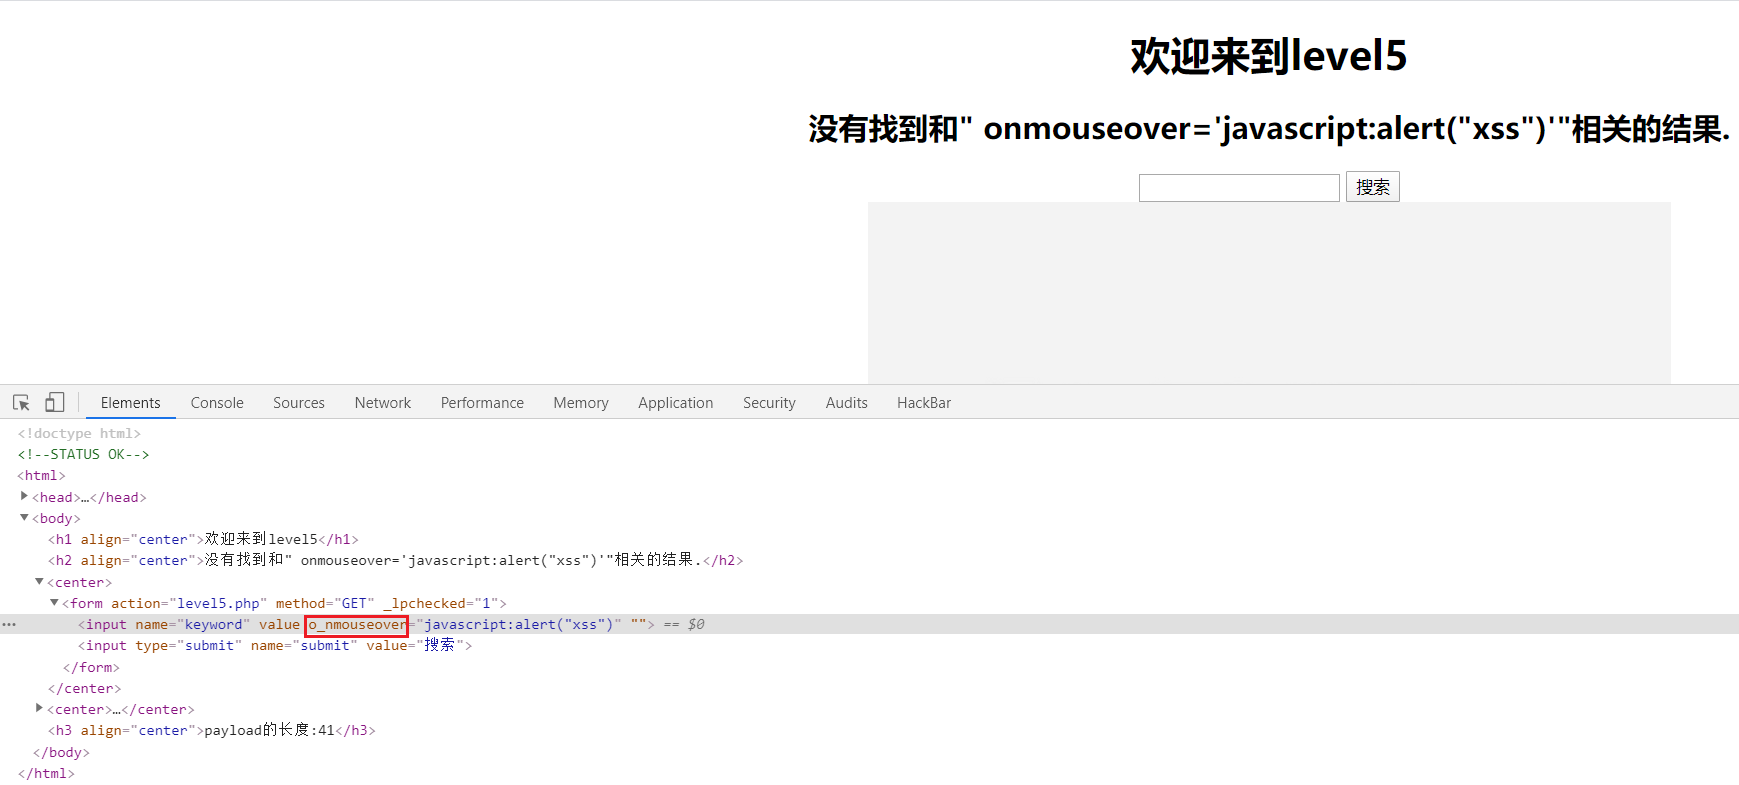 欢迎来到level5
没有找到和" onmouseover='javascript:alert("xss")'"相关的结果.
搜索
Elements Console Sources Network Performance Memory Application Security Audits HackBar
<!doctype html>
<!--STATUS OK-->
<html>
<head>…</head>
<body>
<h1 align="center">欢迎来到level5</h1>
<h2 align="center">没有找到和" onmouseover='javascript:alert("xss")'"相关的结果.</h2>
<center>
<form action="level5.php" method="GET" _lpchecked="1">
<input name="keyword" value o_nmouseover="javascript:alert("xss")" ""> == $0
<input type="submit" name="submit" value="搜索">
</form>
</center>
<center>…</center>
<h3 align="center">payload的长度:41</h3>
</body>
</html>